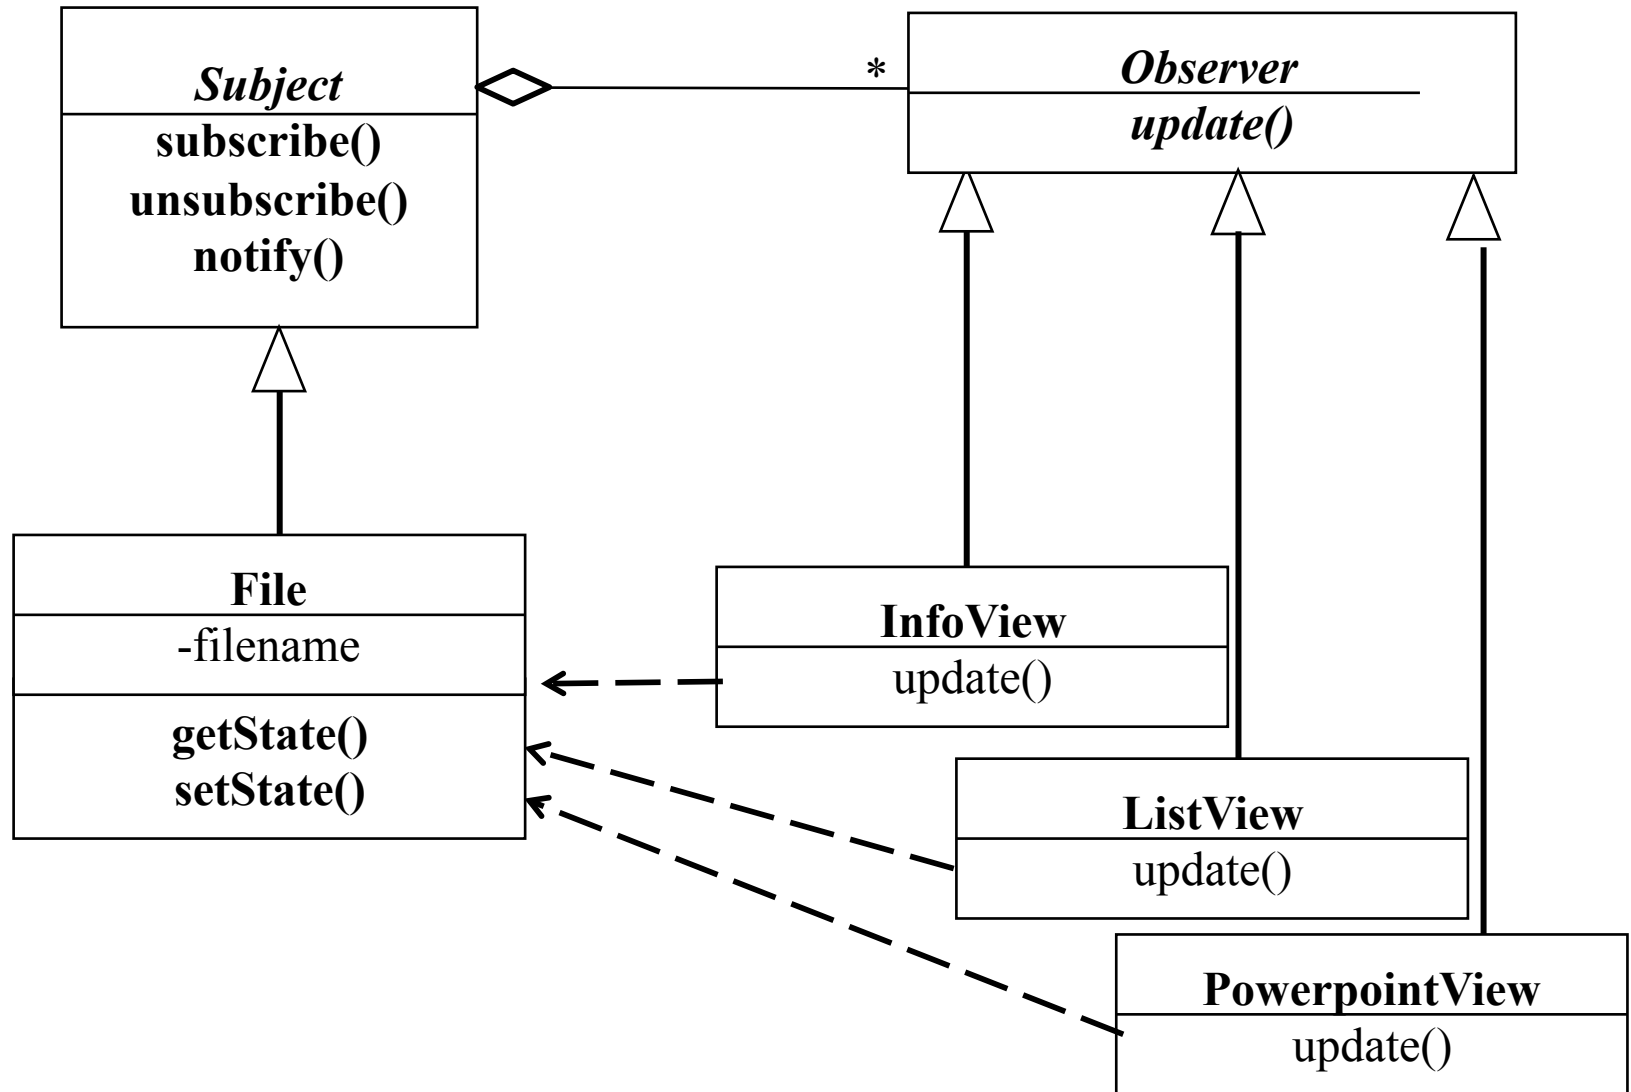 Subject
subscribe()
unsubscribe()
notify()
*
Observer
update()
File
-filename
getState()
setState()
InfoView
update()
ListView
update()
PowerpointView
update()